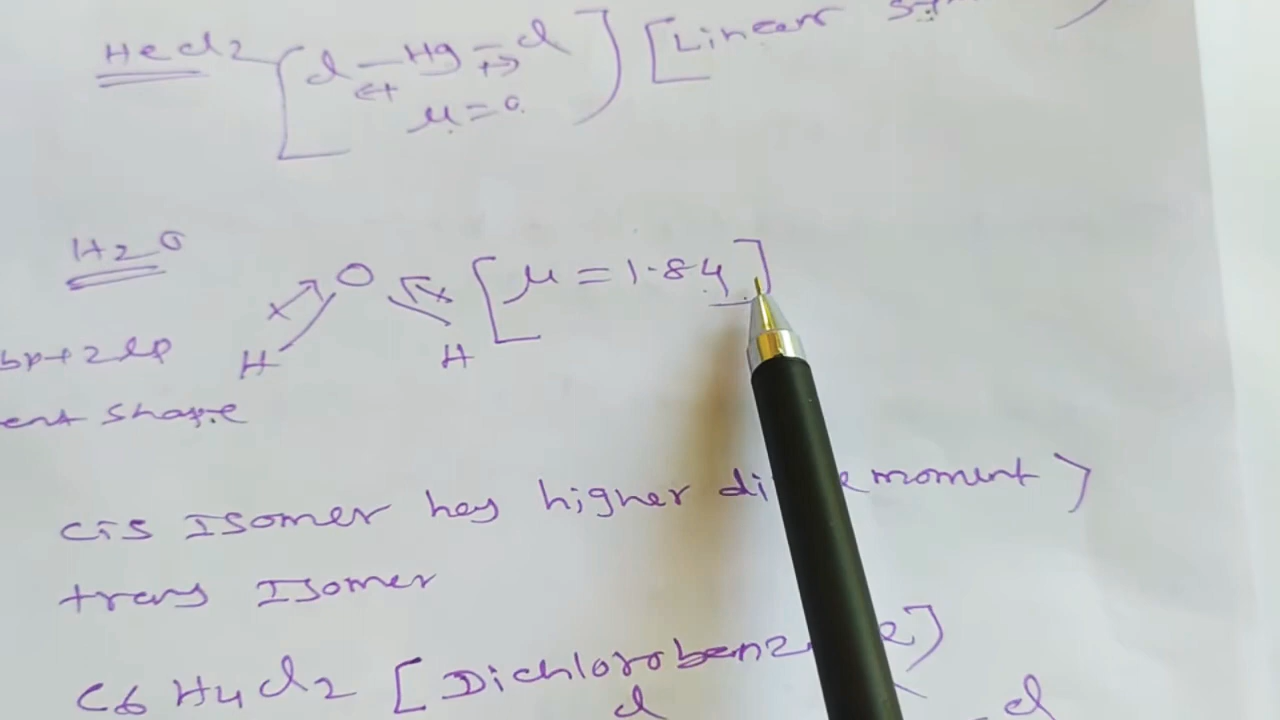 HeCl2 [Cl - Hg - Cl] [Linear
μ = 0
H2O
O [μ = 1.84]
bp+2lp H H
ent shape
cis Isomer has higher di e moment >
trans Isomer
C6H4Cl2 [Dichlorobenz e]
Cl Cl